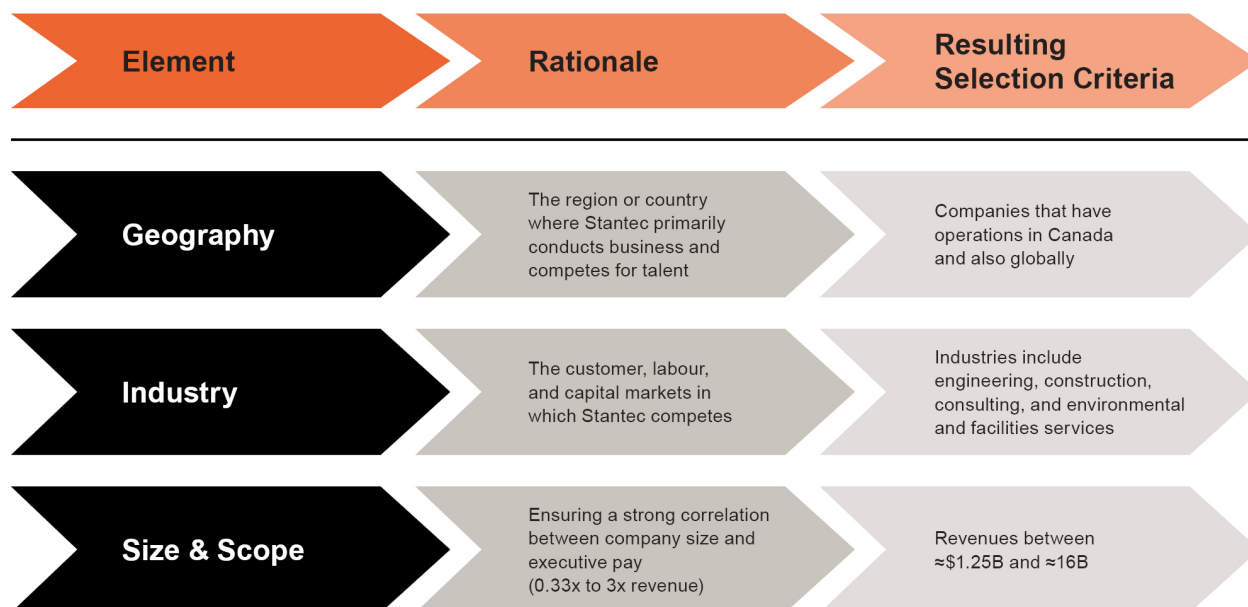 Element
Rationale
Resulting
Selection Criteria
Geography
The region or country
where Stantec primarily
conducts business and
competes for talent
Companies that have
operations in Canada
and also globally
Industry
The customer, labour,
and capital markets in
which Stantec competes
Industries include
engineering, construction,
consulting, and environmental
and facilities services
Size & Scope
Ensuring a strong correlation
between company size and
executive pay
(0.33x to 3x revenue)
Revenues between
≈$1.25B and ≈16B